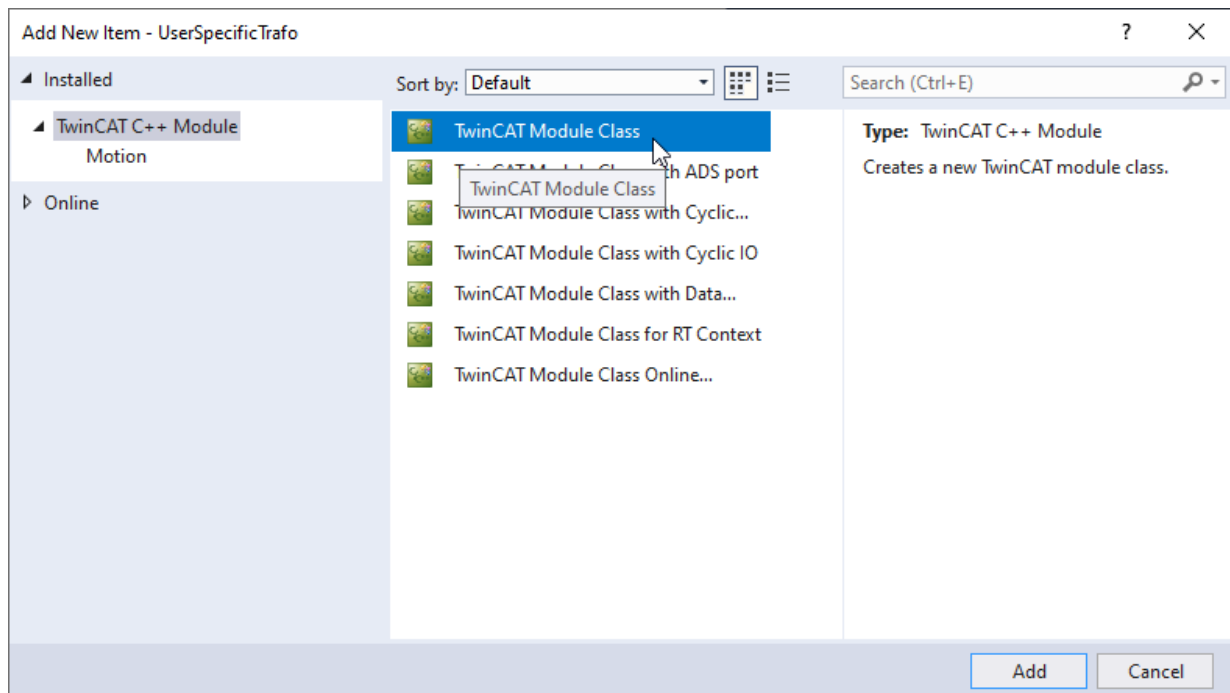 Add New Item - UserSpecificTrafo
?
Installed
TwinCAT C++ Module
Motion
Online
Sort by: Default
Search (Ctrl+E)
TwinCAT Module Class
th ADS port
TwinCAT Module Class
TwinCAT Module Class with Cyclic...
TwinCAT Module Class with Cyclic IO
TwinCAT Module Class with Data...
TwinCAT Module Class for RT Context
TwinCAT Module Class Online...
Type: TwinCAT C++ Module
Creates a new TwinCAT module class.
Add
Cancel